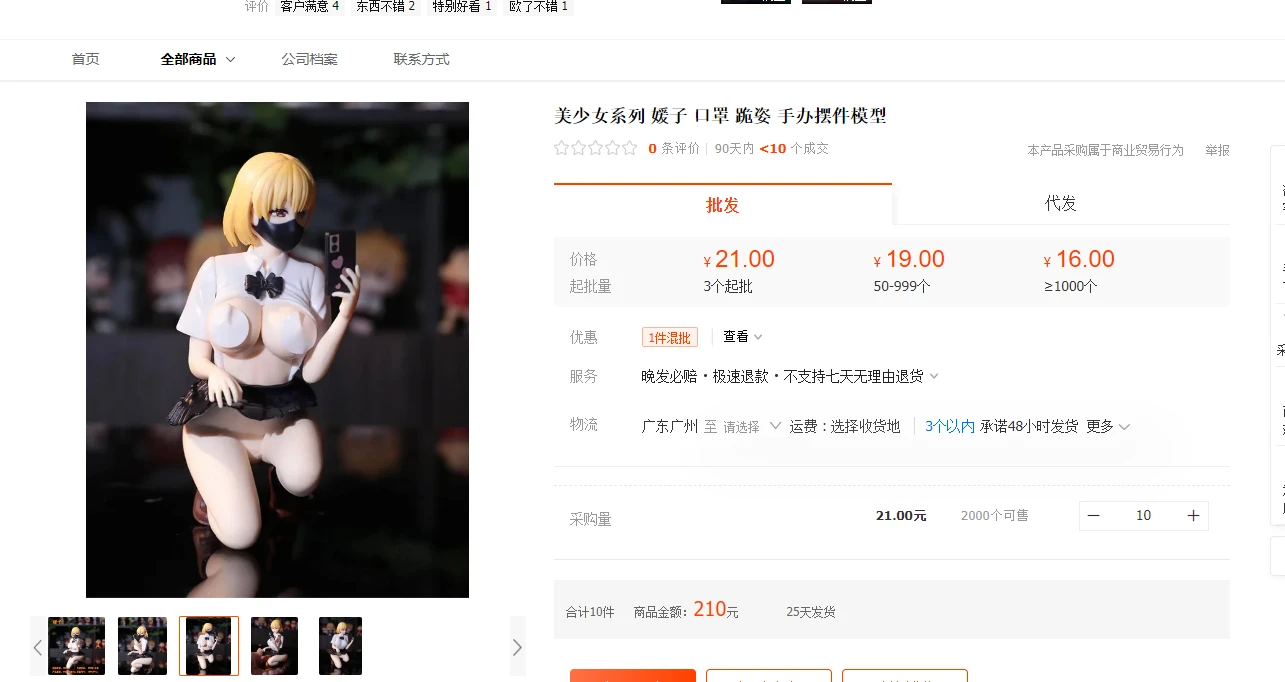 评价 客户满意 4 东西不错 2 特别好看 1 欧了不错 1
首页 全部商品 公司档案 联系方式
美少女系列 媛子 口罩 跪姿 手办摆件模型
0 条评价 90天内 <10 个成交 本产品采购属于商业贸易行为 举报
批发 代发
价格 ¥ 21.00 ¥ 19.00 ¥ 16.00
起批量 3个起批 50-999个 ≥1000个
优惠 1件混批 查看
服务 晚发必赔·极速退款·不支持七天无理由退货
物流 广东广州 至 请选择 运费：选择收货地 3个以内 承诺48小时发货 更多
采购量 21.00元 2000个可售 10
合计10件 商品金额: 210元 25天发货